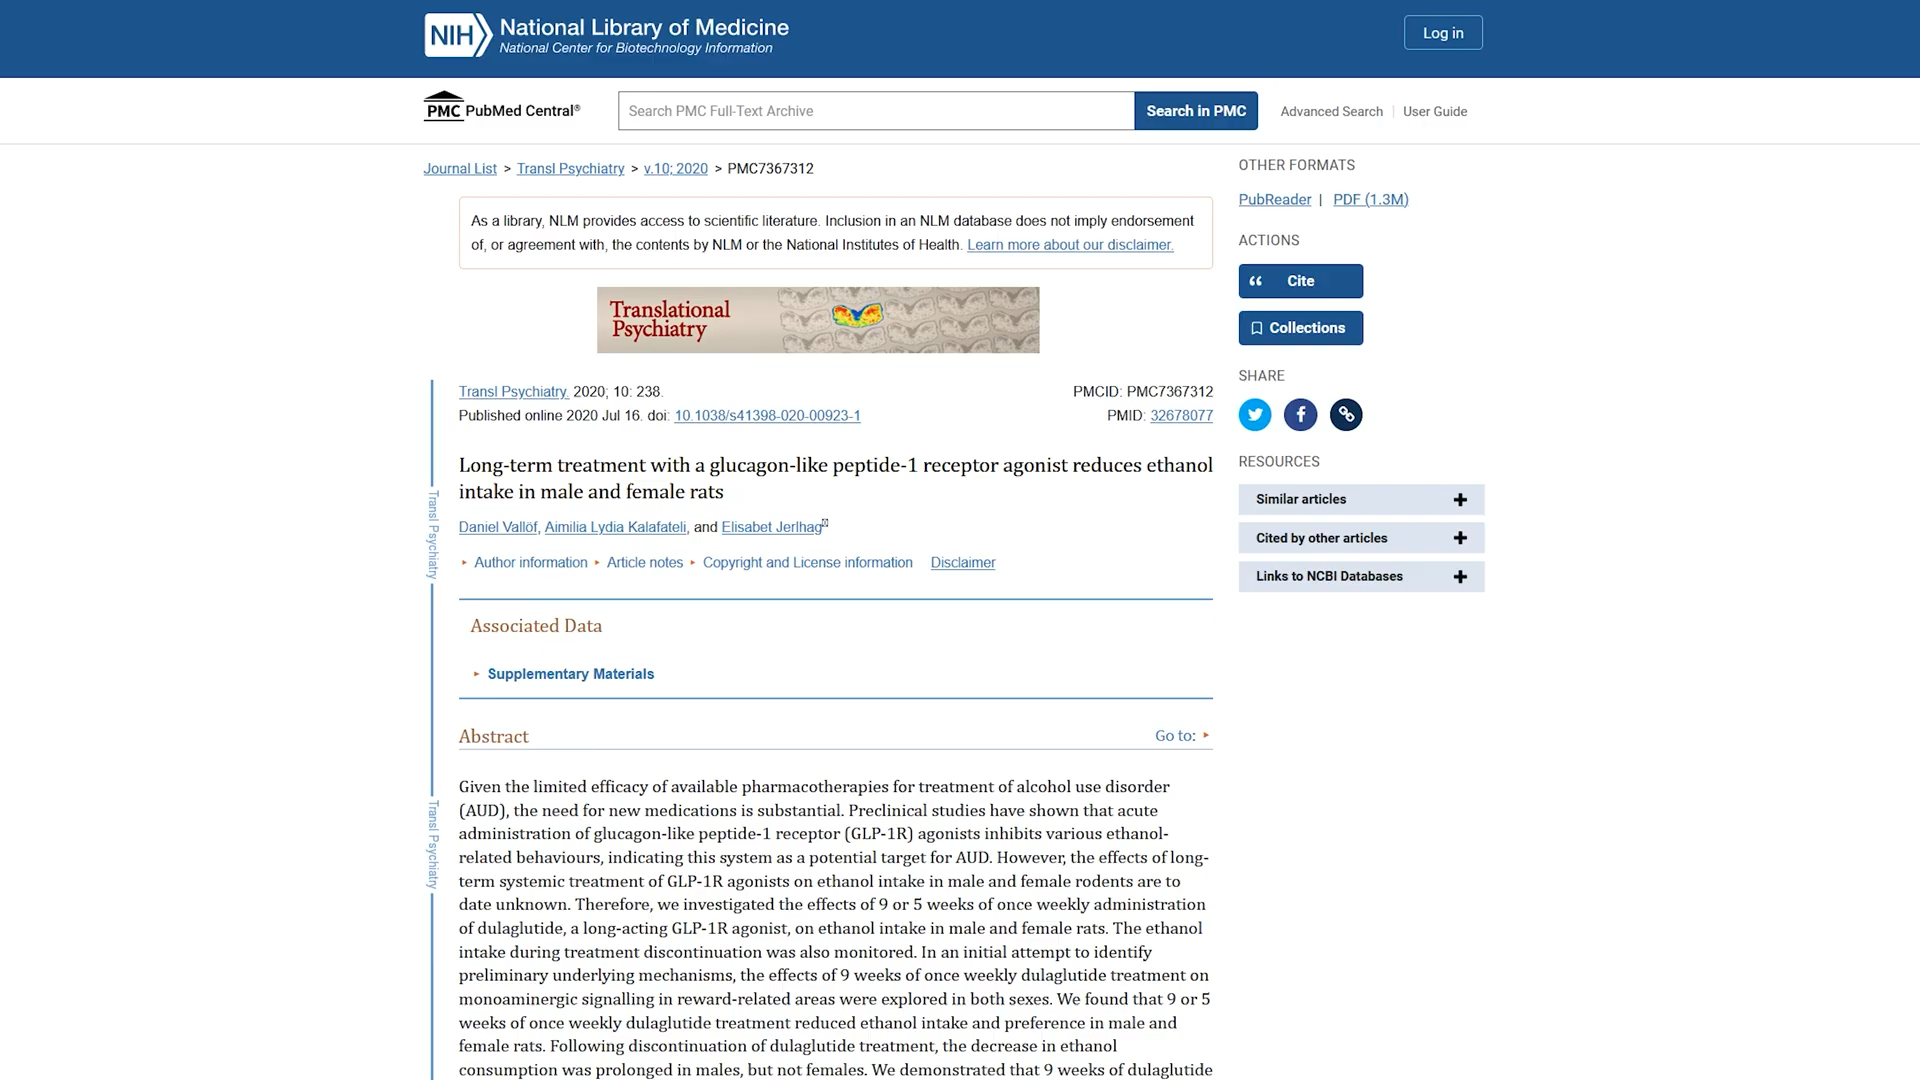 NIH National Library of Medicine
National Center for Biotechnology Information
Log in
PMC PubMed Central®
Search PMC Full-Text Archive
Search in PMC
Advanced Search
User Guide
Journal List > Transl Psychiatry > v.10; 2020 > PMC7367312
As a library, NLM provides access to scientific literature. Inclusion in an NLM database does not imply endorsement
of, or agreement with, the contents by NLM or the National Institutes of Health. Learn more about our disclaimer.
Translational
Psychiatry
Transl Psychiatry. 2020; 10: 238.
PMCID: PMC7367312
Published online 2020 Jul 16. doi: 10.1038/s41398-020-00923-1
PMID: 32678077
Long-term treatment with a glucagon-like peptide-1 receptor agonist reduces ethanol
intake in male and female rats
Daniel Vallöf, Aimilia Lydia Kalafateli, and Elisabet Jerlhag
Author information
Article notes
Copyright and License information
Disclaimer
Associated Data
Supplementary Materials
Abstract
Go to:
Given the limited efficacy of available pharmacotherapies for treatment of alcohol use disorder
(AUD), the need for new medications is substantial. Preclinical studies have shown that acute
administration of glucagon-like peptide-1 receptor (GLP-1R) agonists inhibits various ethanol-
related behaviours, indicating this system as a potential target for AUD. However, the effects of long-
term systemic treatment of GLP-1R agonists on ethanol intake in male and female rodents are to
date unknown. Therefore, we investigated the effects of 9 or 5 weeks of once weekly administration
of dulaglutide, a long-acting GLP-1R agonist, on ethanol intake in male and female rats. The ethanol
intake during treatment discontinuation was also monitored. In an initial attempt to identify
preliminary underlying mechanisms, the effects of 9 weeks of once weekly dulaglutide treatment on
monoaminergic signalling in reward-related areas were explored in both sexes. We found that 9 or 5
weeks of once weekly dulaglutide treatment reduced ethanol intake and preference in male and
female rats. Following discontinuation of dulaglutide treatment, the decrease in ethanol
consumption was prolonged in males, but not females. We demonstrated that 9 weeks of dulaglutide
Transl Psychiatry
Transl Psychiatry
OTHER FORMATS
PubReader | PDF (1.3M)
ACTIONS
Cite
Collections
SHARE
RESOURCES
Similar articles
Cited by other articles
Links to NCBI Databases